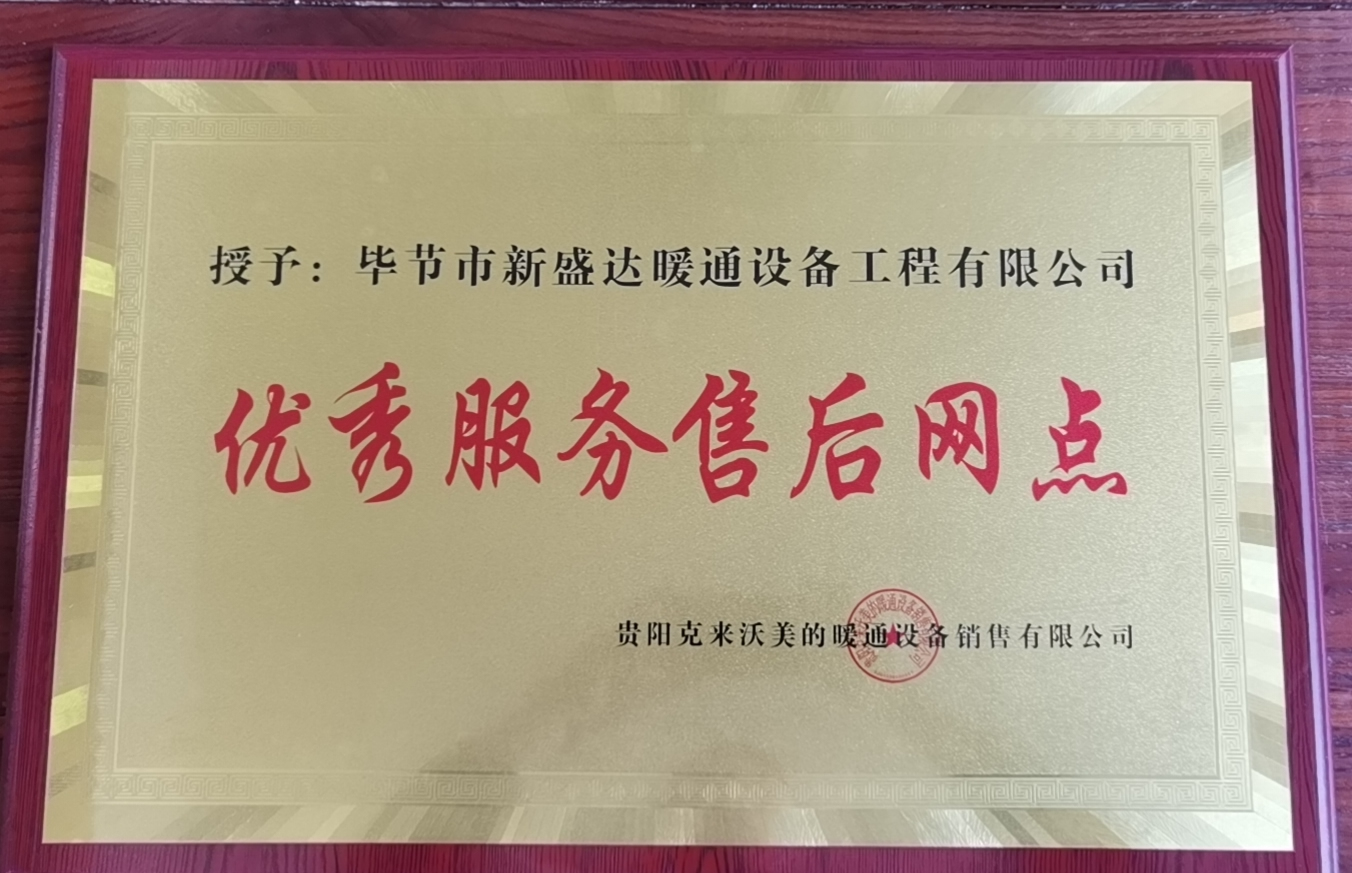 授予：毕节市新盛达暖通设备工程有限公司
优秀服务售后网点
贵阳克来沃美的暖通设备销售有限公司